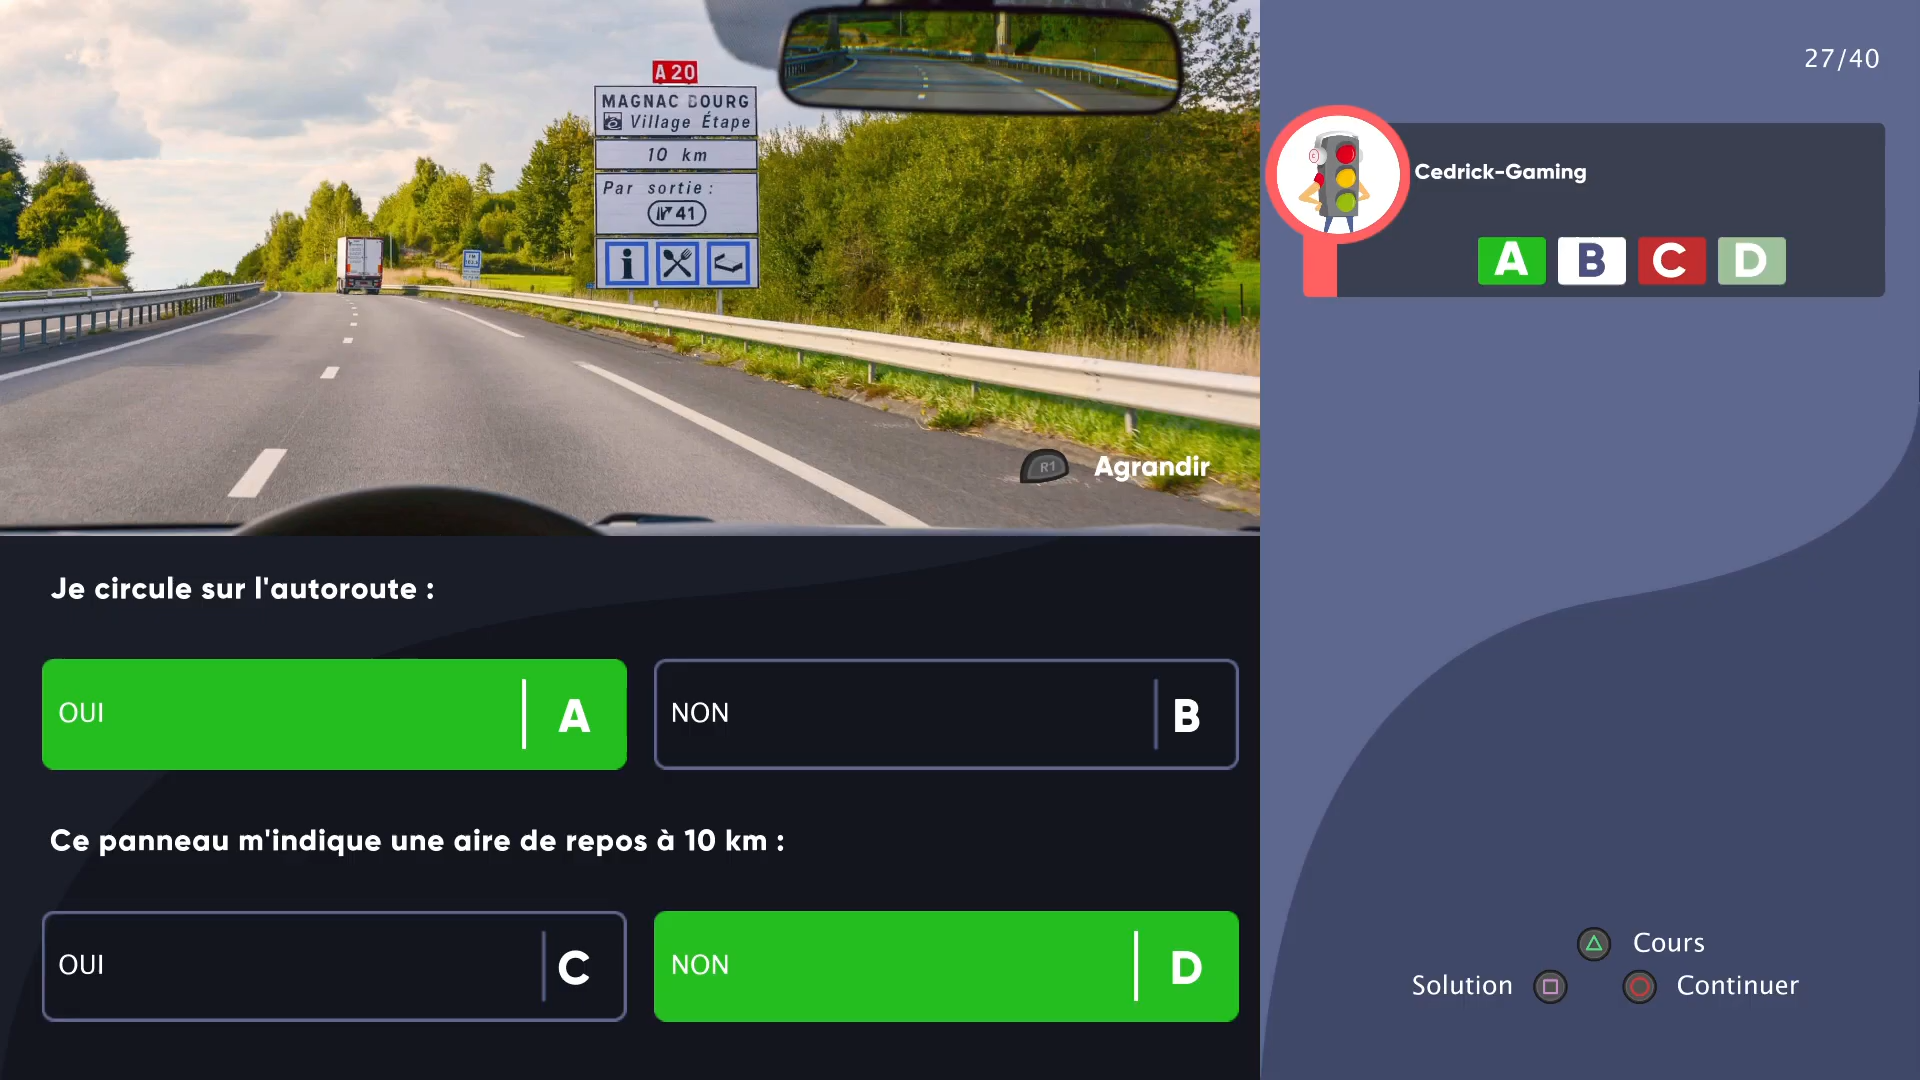 A 20
MAGNAC BOURG
Village Étape
10 km
Par sortie :
41
i
R1 Agrandir
Je circule sur l'autoroute :
OUI A
NON B
Ce panneau m'indique une aire de repos à 10 km :
OUI C
NON D
27/40
Cedrick-Gaming
A B C D
Cours
Solution
Continuer